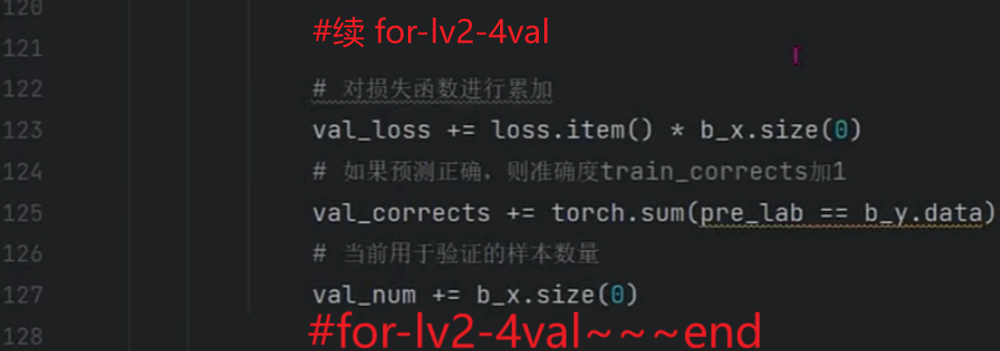 120
#续 for-lv2-4val
121
122 # 对损失函数进行累加
123 val_loss += loss.item() * b_x.size(0)
124 # 如果预测正确，则准确度train_corrects加1
125 val_corrects += torch.sum(pre_lab == b_y.data)
126 # 当前用于验证的样本数量
127 val_num += b_x.size(0)
128 #for-lv2-4val~~~end